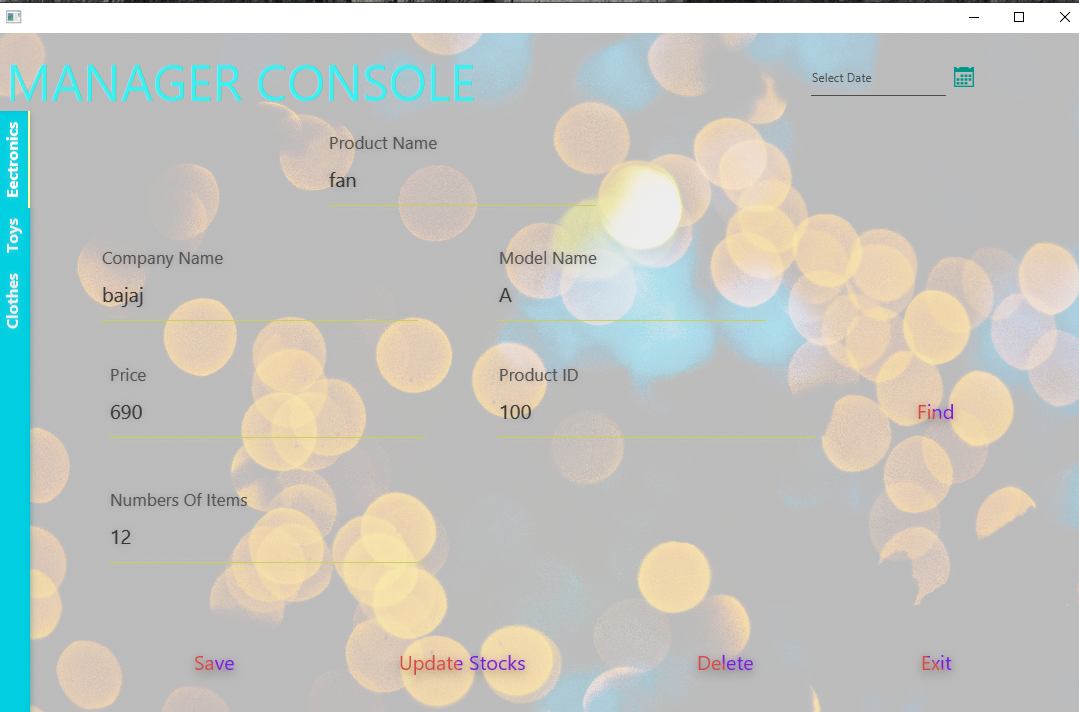 MANAGER CONSOLE
Select Date
Eectronics
Toys
Clothes
Product Name
fan
Company Name
bajaj
Model Name
A
Price
690
Product ID
100
Find
Numbers Of Items
12
Save
Update Stocks
Delete
Exit